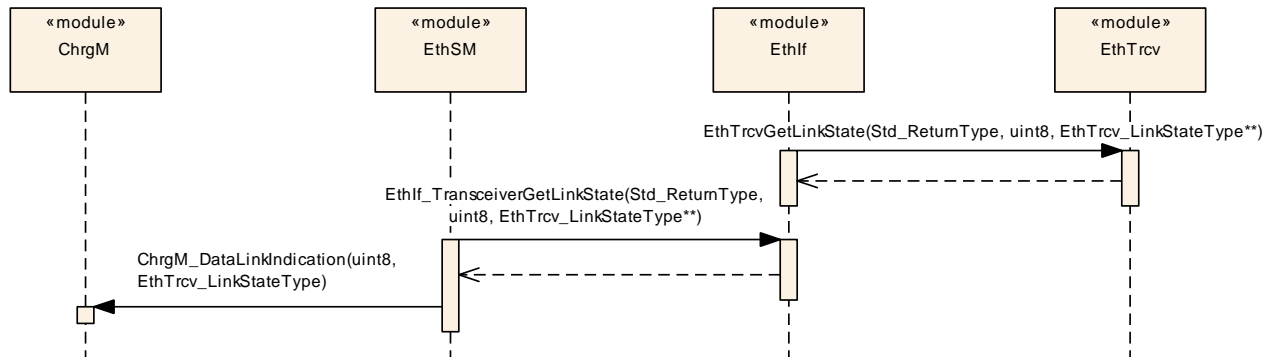 «module»
ChrgM
«module»
EthSM
«module»
EthIf
«module»
EthTrcv
EthTrcvGetLinkState(Std_ReturnType, uint8, EthTrcv_LinkStateType**)
EthIf_TransceiverGetLinkState(Std_ReturnType,
uint8, EthTrcv_LinkStateType**)
ChrgM_DataLinkIndication(uint8,
EthTrcv_LinkStateType)